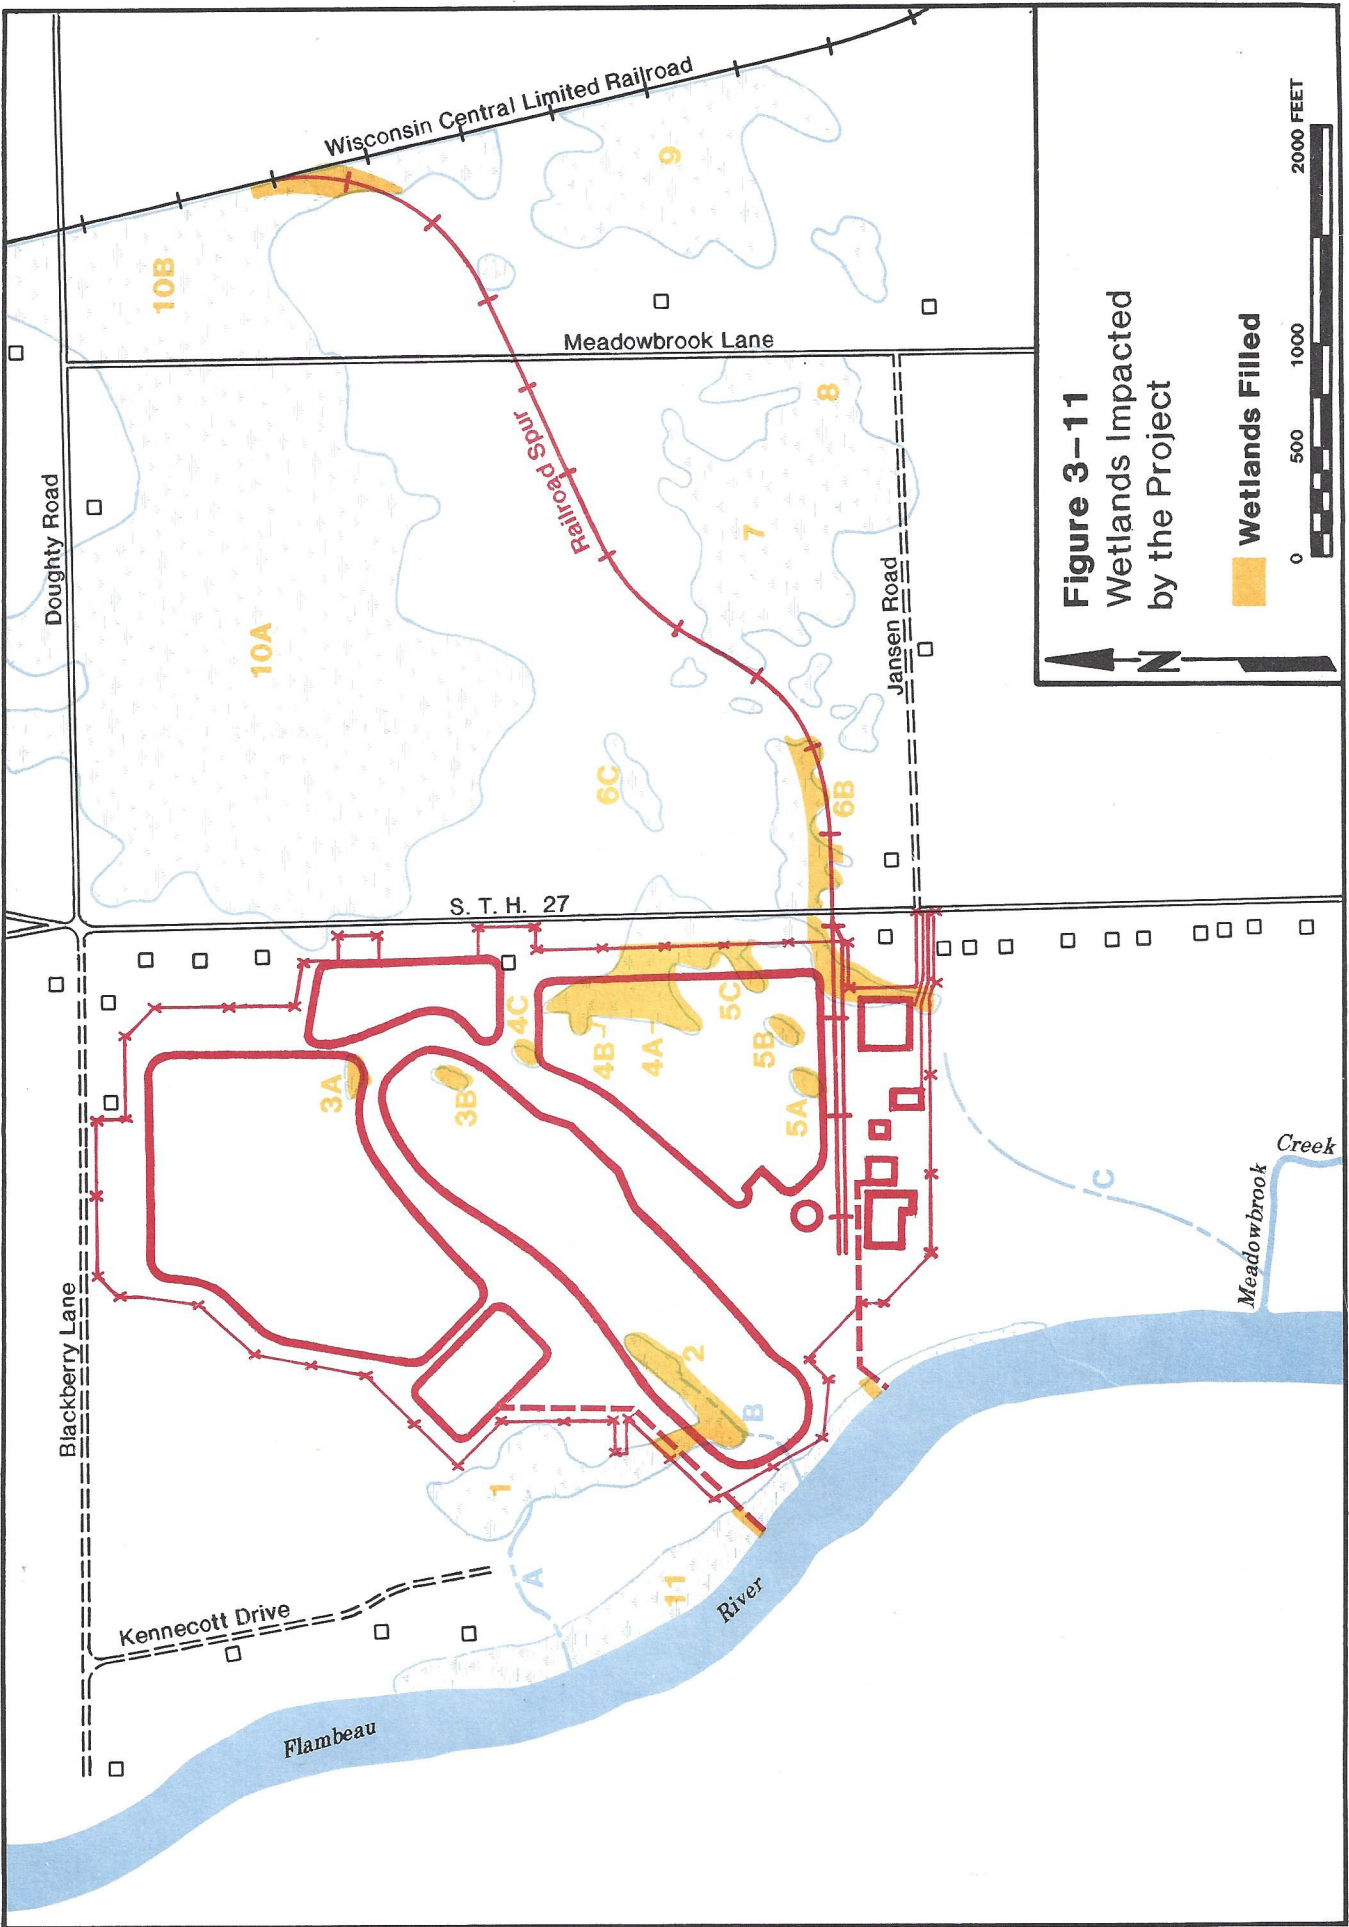 Doughty Road
Wisconsin Central Limited Railroad
10B
9
Meadowbrook Lane
10A
Railroad Spur
8
7
Jansen Road
6C
6B
S. T. H. 27
Blackberry Lane
3A
3B
4C
4B
4A
5C
5B
5A
2
B
1
A
11
C
Kennecott Drive
Flambeau
River
Meadowbrook
Creek
Figure 3–11
Wetlands Impacted
by the Project
Wetlands Filled
N
0 500 1000 2000 FEET